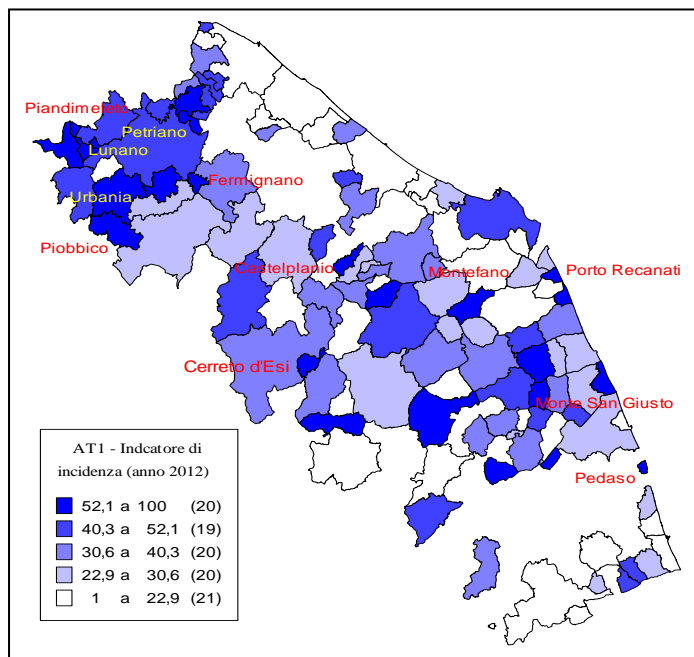 Piandimeleto
Petriano
Lunano
Fermignano
Urbania
Piobbico
Castelplanio
Montefano
Porto Recanati
Cerreto d'Esi
Monte San Giusto
Pedaso
AT1 - Indcatore di
incidenza (anno 2012)
52,1 a 100 (20)
40,3 a 52,1 (19)
30,6 a 40,3 (20)
22,9 a 30,6 (20)
1 a 22,9 (21)